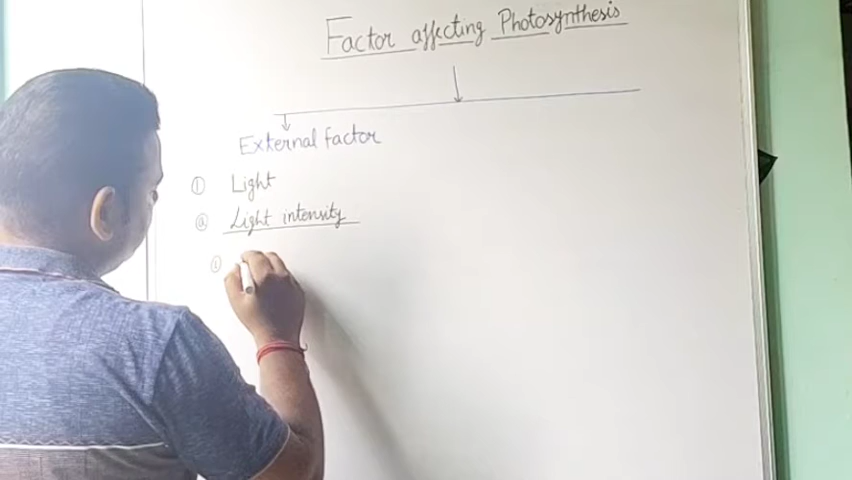 Factor affecting Photosynthesis
External factor
① Light
ⓐ Light intensity
ⓘ